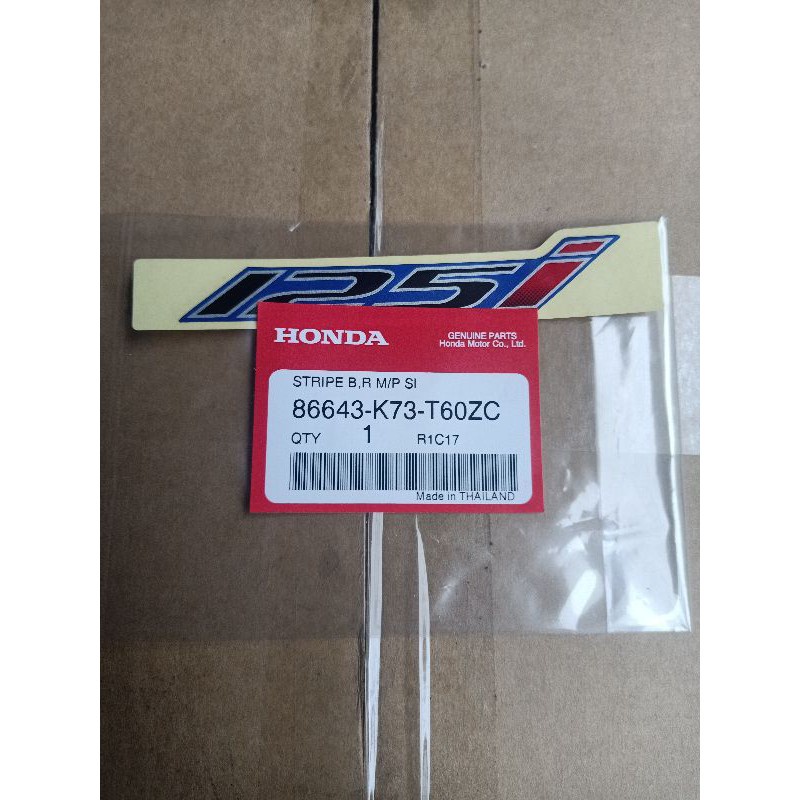 125i
HONDA
GENUINE PARTS
Honda Motor Co., Ltd.
STRIPE B,R M/P SI
86643-K73-T60ZC
QTY 1 R1C17
Made in THAILAND